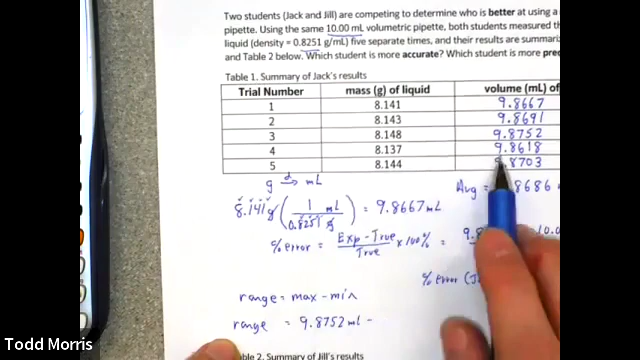 Two students (Jack and Jill) are competing to determine who is better at using a
pipette. Using the same 10.00 mL volumetric pipette, both students measured th
liquid (density = 0.8251 g/mL) five separate times, and their results are summariz
and Table 2 below. Which student is more accurate? Which student is more pre
Table 1. Summary of Jack's results
Trial Number mass (g) of liquid volume (mL) of
1 8.141 9.8667
2 8.143 9.8691
3 8.148 9.8752
4 8.137 9.8618
5 8.144 9.8703
g → mL
Avg = 8686
8.141g ( 1 mL / 0.8251 g ) = 9.8667 mL
% error = Exp - True / True × 100% = 9.8 10.0
% error (J
range = max - min
range = 9.8752 mL -
ble 2. Summary of Jill's results
Todd Morris